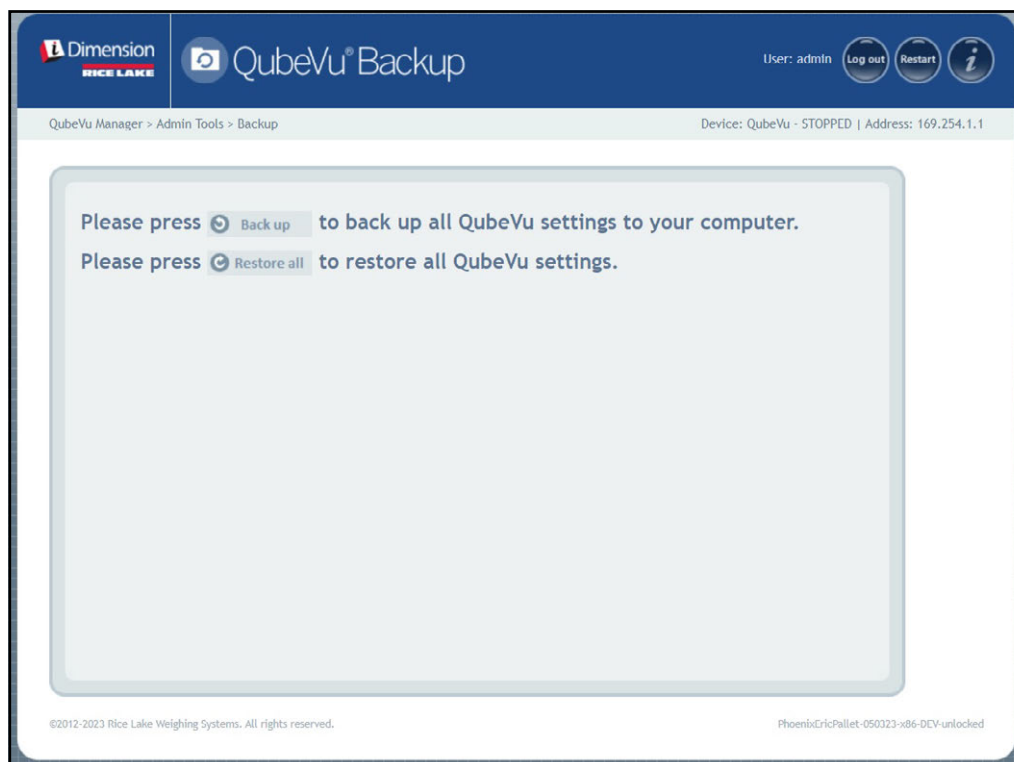 iDimension
RICE LAKE
QubeVu® Backup
User: admin
Log out
Restart
i
QubeVu Manager > Admin Tools > Backup
Device: QubeVu - STOPPED | Address: 169.254.1.1
Please press Back up to back up all QubeVu settings to your computer.
Please press Restore all to restore all QubeVu settings.
©2012-2023 Rice Lake Weighing Systems. All rights reserved.
PhoenixEricPallet-050323-x86-DEV-unlocked